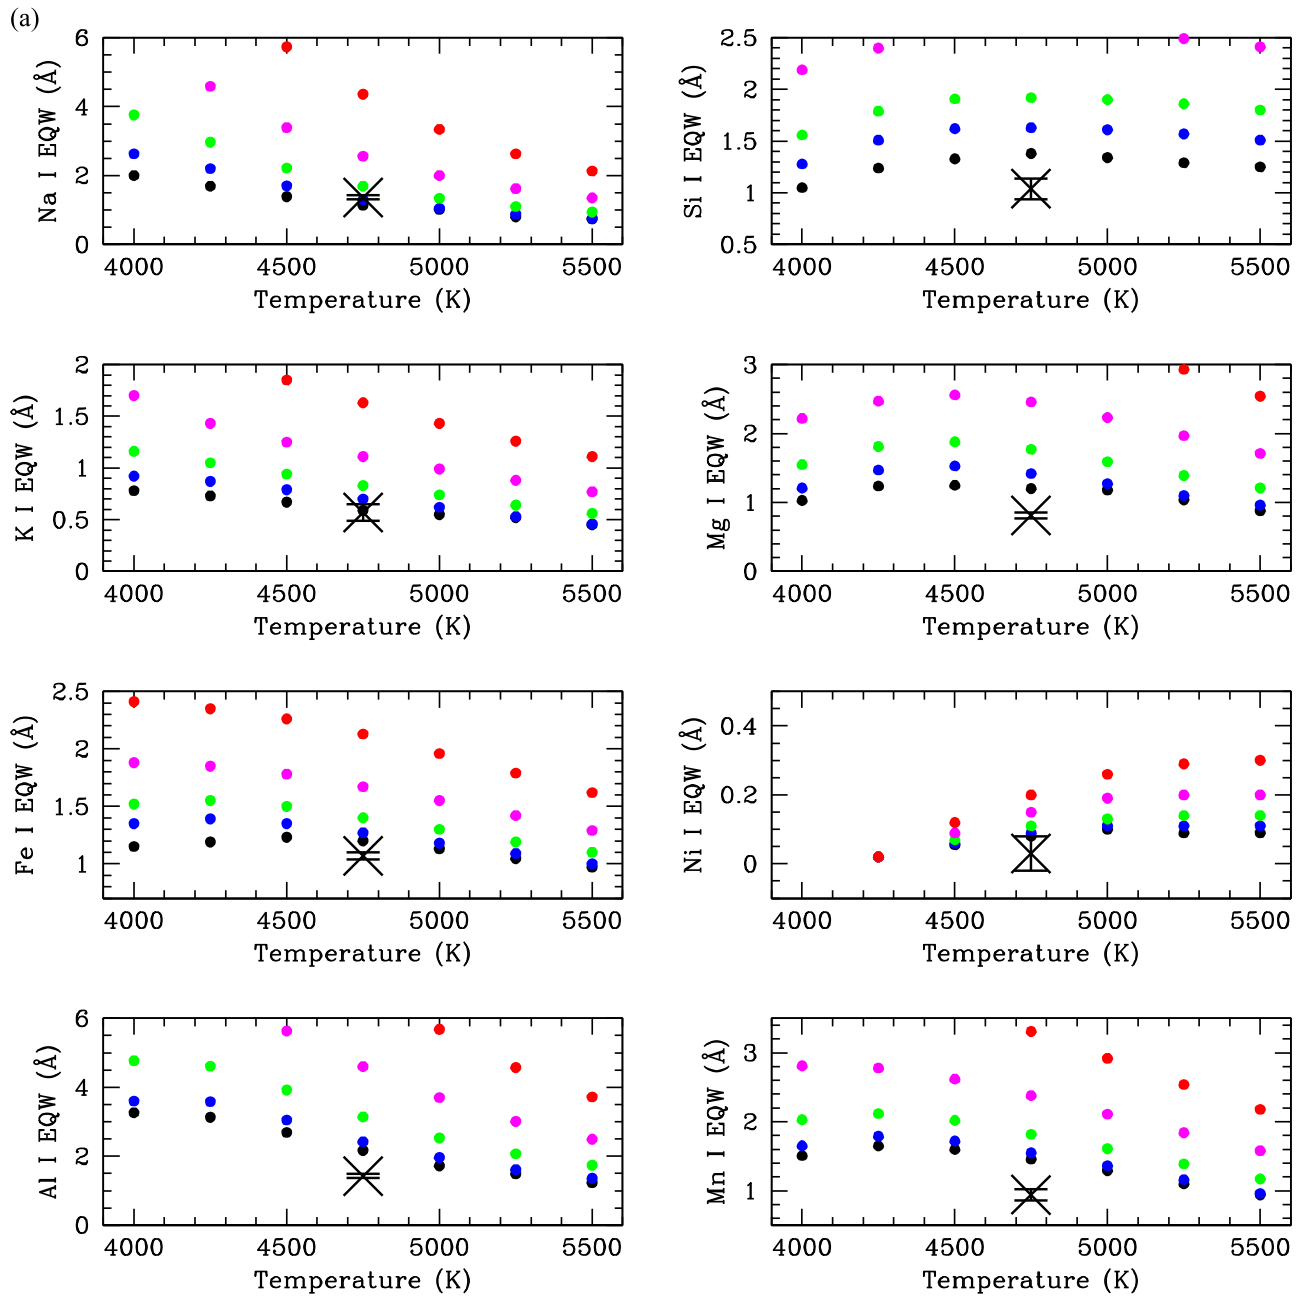 (a)
Na I EQW (Å)
6
4
2
0
4000 4500 5000 5500
Temperature (K)
Si I EQW (Å)
2.5
2
1.5
1
0.5
4000 4500 5000 5500
Temperature (K)
K I EQW (Å)
2
1.5
1
0.5
0
4000 4500 5000 5500
Temperature (K)
Mg I EQW (Å)
3
2
1
0
4000 4500 5000 5500
Temperature (K)
Fe I EQW (Å)
2.5
2
1.5
1
4000 4500 5000 5500
Temperature (K)
Ni I EQW (Å)
0.4
0.2
0
4000 4500 5000 5500
Temperature (K)
Al I EQW (Å)
6
4
2
0
4000 4500 5000 5500
Temperature (K)
Mn I EQW (Å)
3
2
1
4000 4500 5000 5500
Temperature (K)